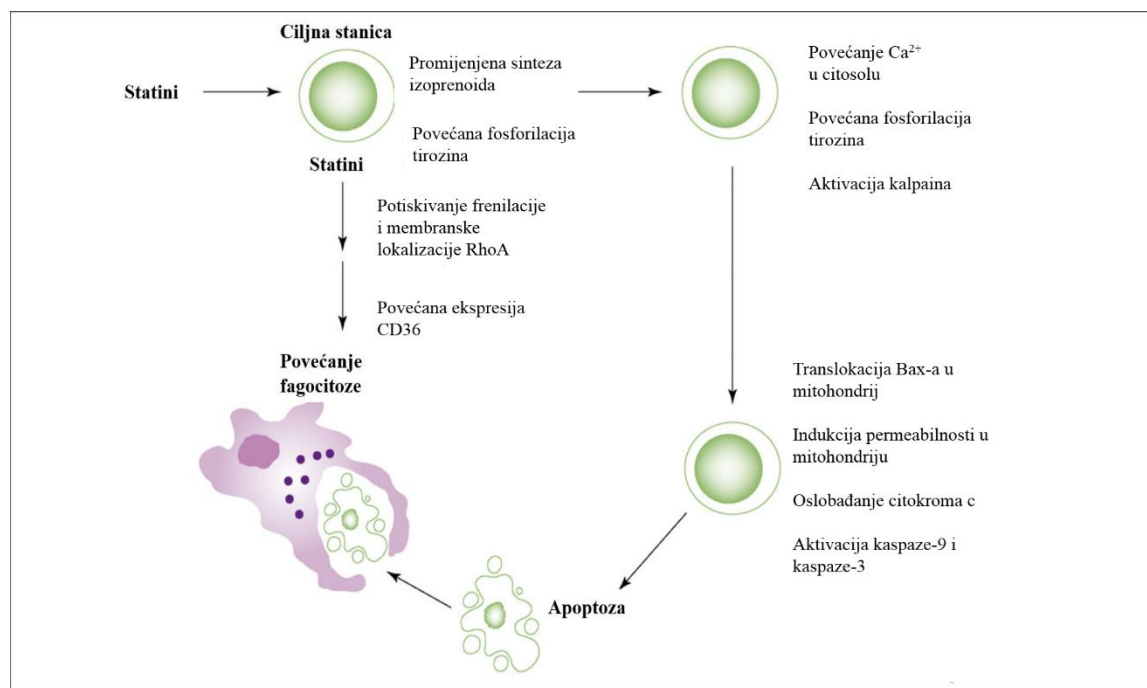 Ciljna stanica
Statini
Promijenjena sinteza
izoprenoida
Povećana fosforilacija
tirozina
Povećanje Ca²⁺
u citosolu
Povećana fosforilacija
tirozina
Aktivacija kalpaina
Statini
Potiskivanje frenilacije
i membranske
lokalizacije RhoA
Povećana ekspresija
CD36
Povećanje
fagocitoze
Translokacija Bax-a u
mitohondrij
Indukcija permeabilnosti u
mitohondriju
Oslobađanje citokroma c
Aktivacija kaspaze-9 i
kaspaze-3
Apoptoza